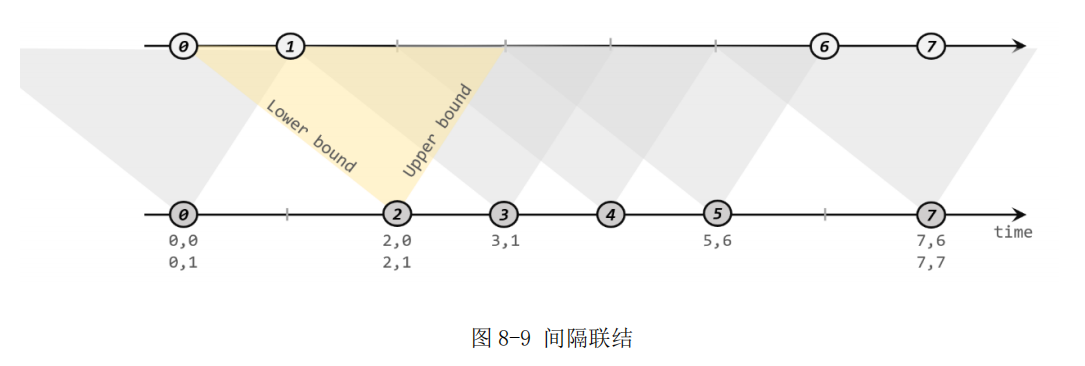 0 1 6 7
Lower bound
Upper bound
0 2 3 4 5 7
time
0,0 2,0 3,1 5,6 7,6
0,1 2,1 7,7
图 8-9 间隔联结